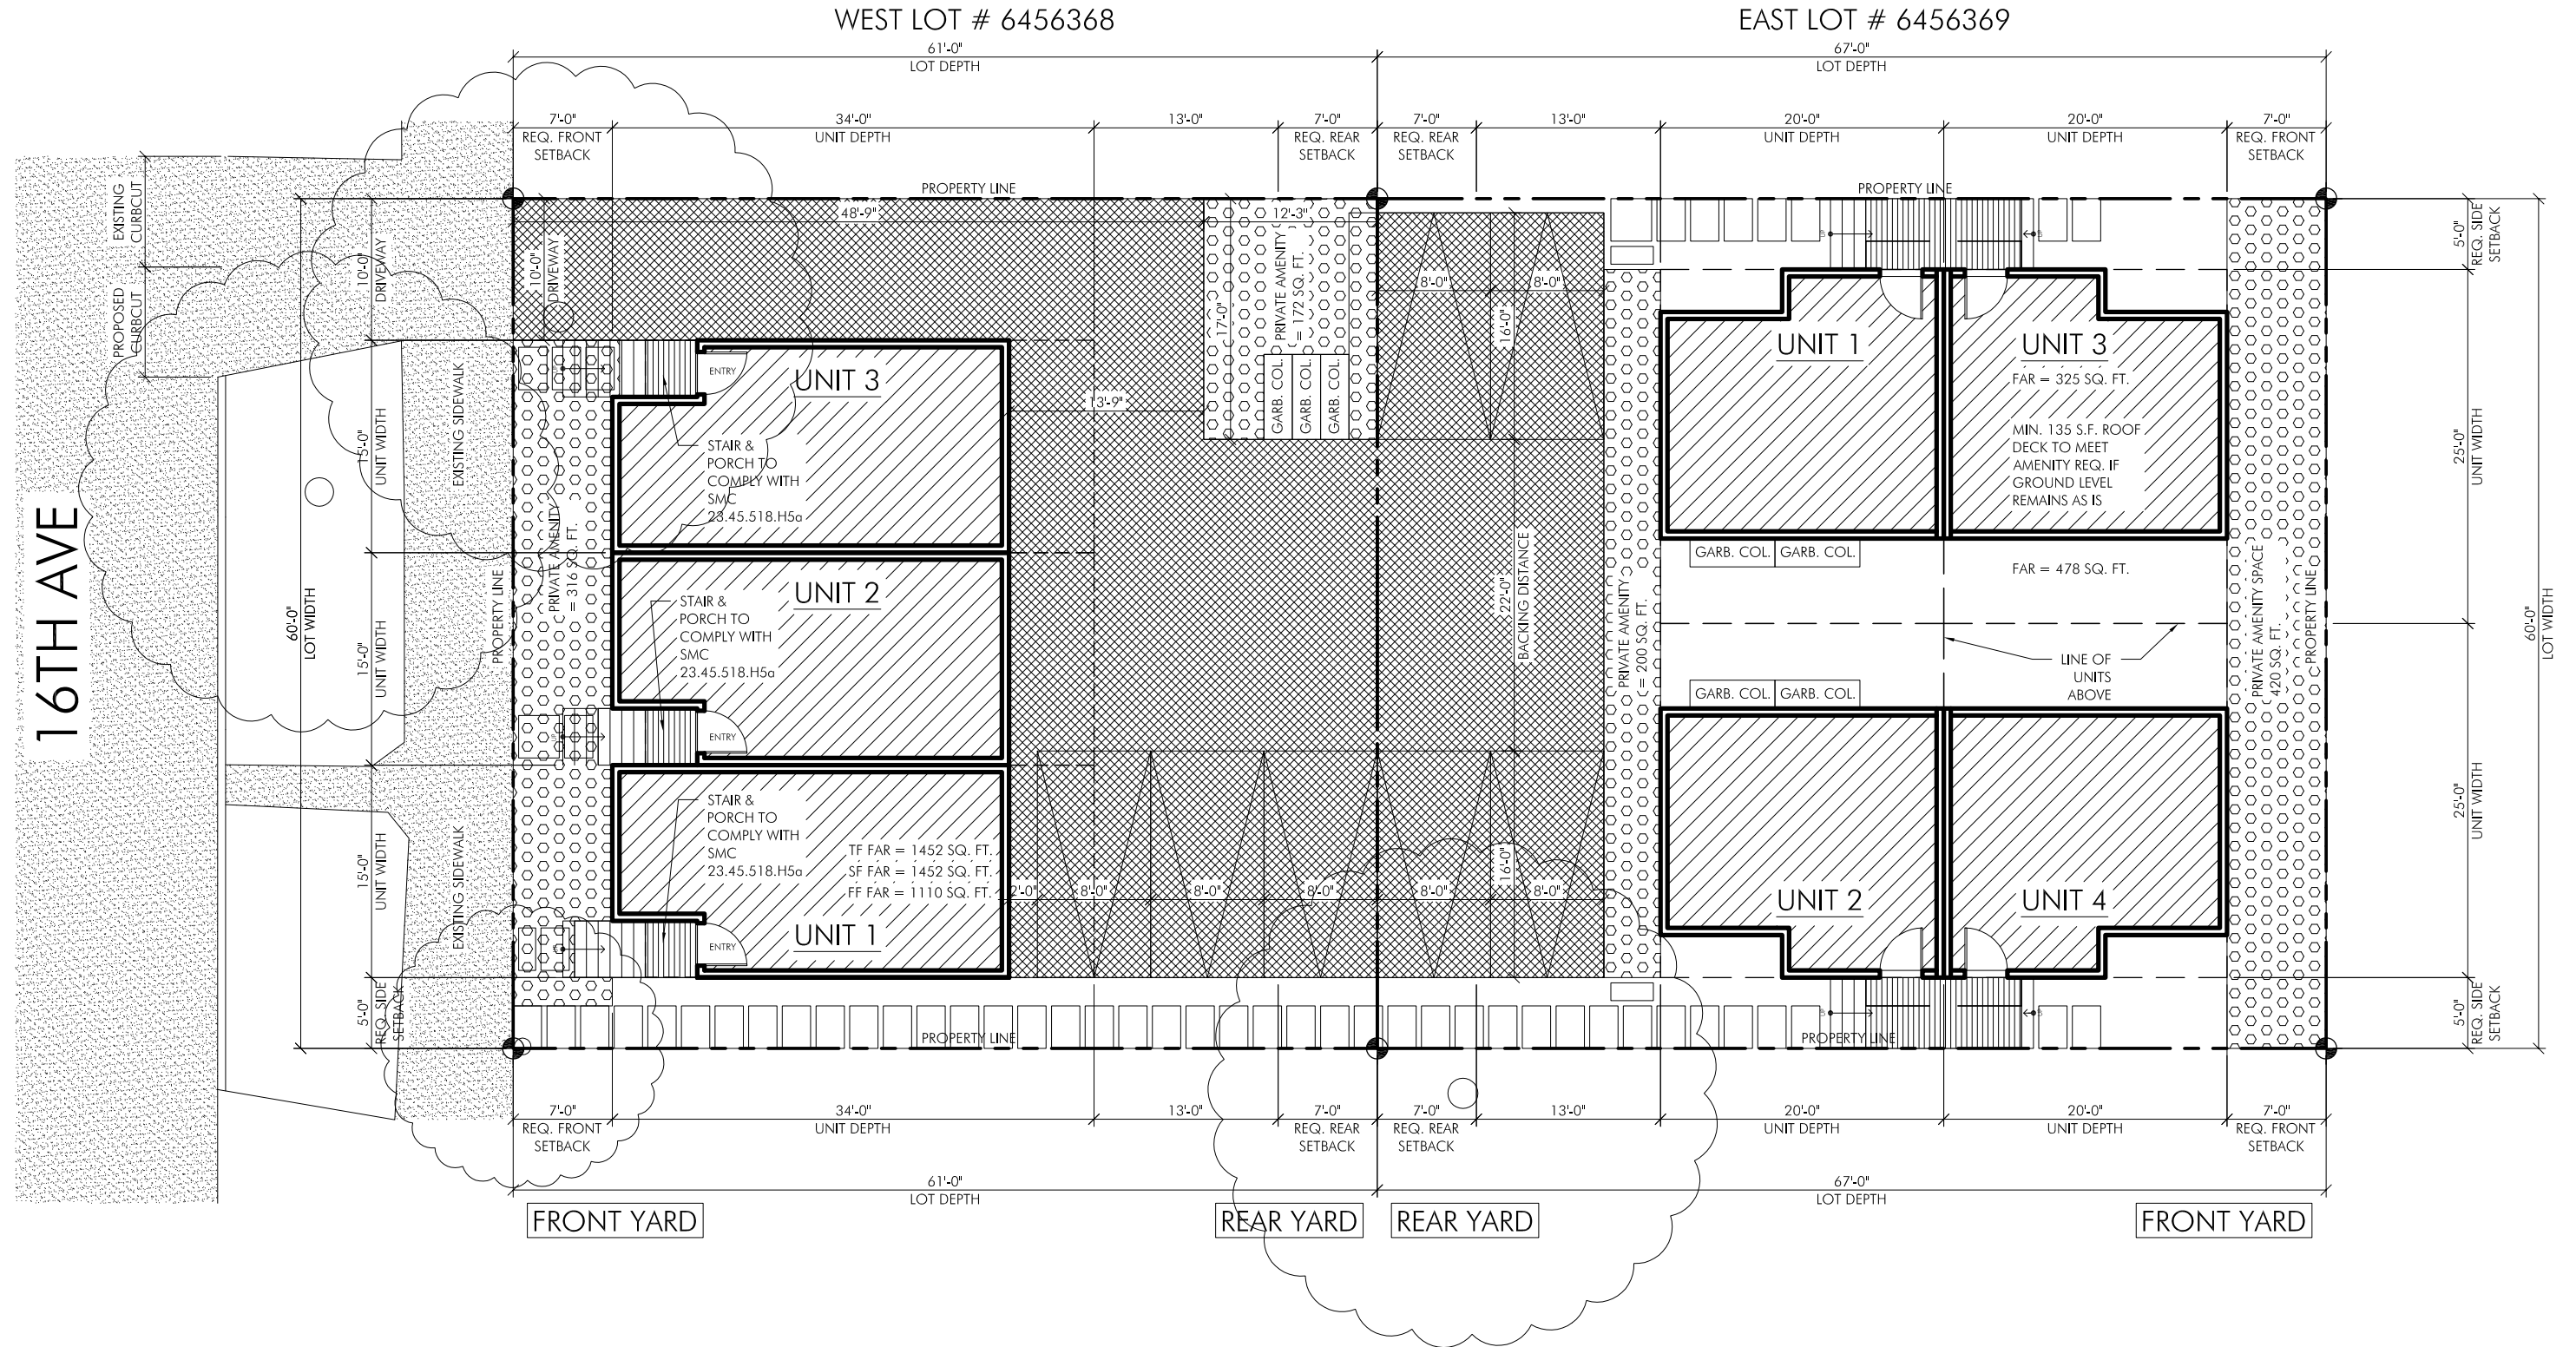 WEST LOT # 6456368
EAST LOT # 6456369
61'-0"
LOT DEPTH
67'-0"
LOT DEPTH
7'-0"
REQ. FRONT
SETBACK
34'-0"
UNIT DEPTH
13'-0"
7'-0"
REQ. REAR
SETBACK
7'-0"
REQ. REAR
SETBACK
13'-0"
20'-0"
UNIT DEPTH
20'-0"
UNIT DEPTH
7'-0"
REQ. FRONT
SETBACK
PROPERTY LINE
PROPERTY LINE
16TH AVE
EXISTING
CURBCUT
PROPOSED
CURBCUT
60'-0"
LOT WIDTH
10'-0"
DRIVEWAY
15'-0"
UNIT WIDTH
15'-0"
UNIT WIDTH
15'-0"
UNIT WIDTH
5'-0"
REQ. SIDE
SETBACK
EXISTING SIDEWALK
EXISTING SIDEWALK
PROPERTY LINE
10'-0"
DRIVEWAY
48'-9"
12'-3"
17'-0"
PRIVATE AMENITY
= 172 SQ. FT.
GARB. COL.
GARB. COL.
GARB. COL.
13'-9"
PRIVATE AMENITY
= 316 SQ. FT.
ENTRY
UNIT 3
STAIR &
PORCH TO
COMPLY WITH
SMC
23.45.518.H5a
UNIT 2
STAIR &
PORCH TO
COMPLY WITH
SMC
23.45.518.H5a
ENTRY
STAIR &
PORCH TO
COMPLY WITH
SMC
23.45.518.H5a
TF FAR = 1452 SQ. FT.
SF FAR = 1452 SQ. FT.
FF FAR = 1110 SQ. FT.
ENTRY
UNIT 1
2'-0"
8'-0"
8'-0"
8'-0"
8'-0"
8'-0"
16'-0"
8'-0"
8'-0"
16'-0"
22'-0"
BACKING DISTANCE
PRIVATE AMENITY
= 200 SQ. FT.
UNIT 1
UNIT 3
FAR = 325 SQ. FT.
MIN. 135 S.F. ROOF
DECK TO MEET
AMENITY REQ. IF
GROUND LEVEL
REMAINS AS IS
GARB. COL.
GARB. COL.
FAR = 478 SQ. FT.
LINE OF
UNITS
ABOVE
GARB. COL.
GARB. COL.
UNIT 2
UNIT 4
PRIVATE AMENITY SPACE
420 SQ. FT.
PROPERTY LINE
5'-0"
REQ. SIDE
SETBACK
25'-0"
UNIT WIDTH
25'-0"
UNIT WIDTH
5'-0"
REQ. SIDE
SETBACK
60'-0"
LOT WIDTH
PROPERTY LINE
PROPERTY LINE
7'-0"
REQ. FRONT
SETBACK
34'-0"
UNIT DEPTH
13'-0"
7'-0"
REQ. REAR
SETBACK
7'-0"
REQ. REAR
SETBACK
13'-0"
20'-0"
UNIT DEPTH
20'-0"
UNIT DEPTH
7'-0"
REQ. FRONT
SETBACK
61'-0"
LOT DEPTH
67'-0"
LOT DEPTH
FRONT YARD
REAR YARD
REAR YARD
FRONT YARD